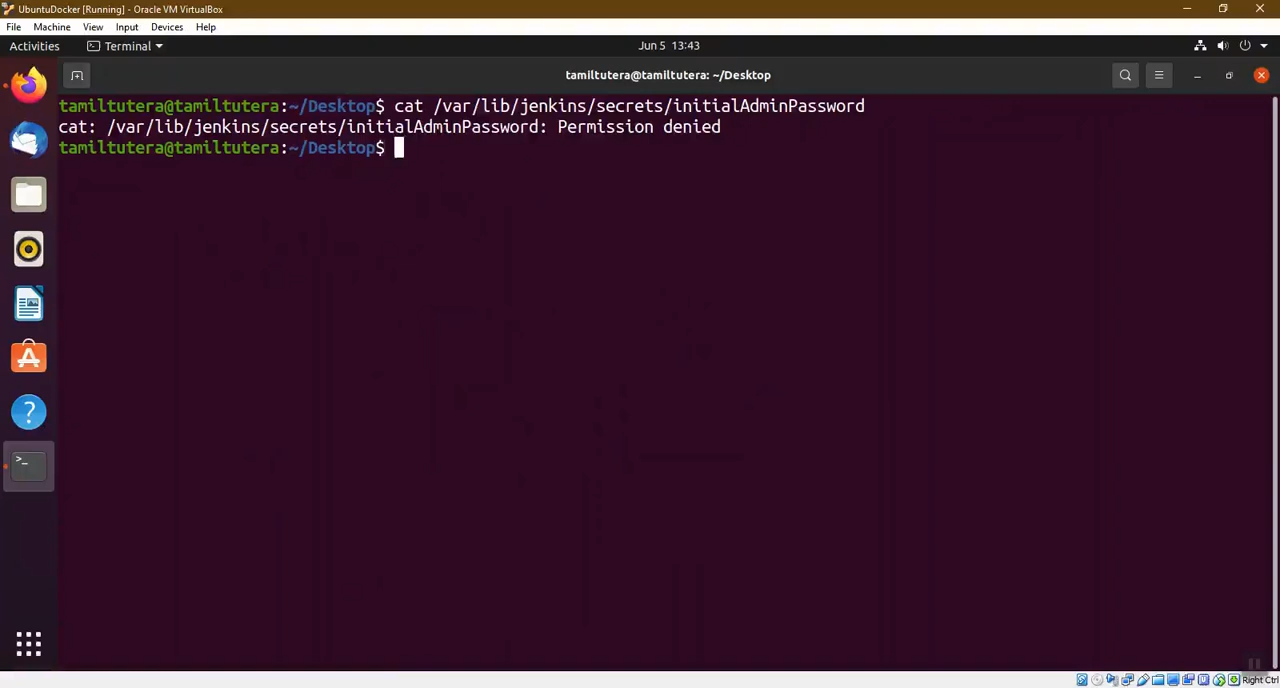 UbuntuDocker [Running] - Oracle VM VirtualBox
File Machine View Input Devices Help
Activities Terminal Jun 5 13:43
tamiltutera@tamiltutera: ~/Desktop
tamiltutera@tamiltutera:~/Desktop$ cat /var/lib/jenkins/secrets/initialAdminPassword
cat: /var/lib/jenkins/secrets/initialAdminPassword: Permission denied
tamiltutera@tamiltutera:~/Desktop$
Right Ctrl